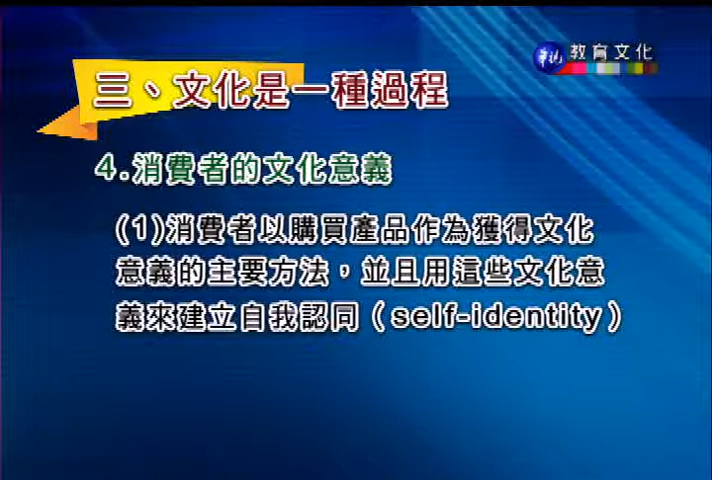 華視 教育文化
三、文化是一種過程
4.消費者的文化意義
(1)消費者以購買產品作為獲得文化
意義的主要方法，並且用這些文化意
義來建立自我認同（self-identity）